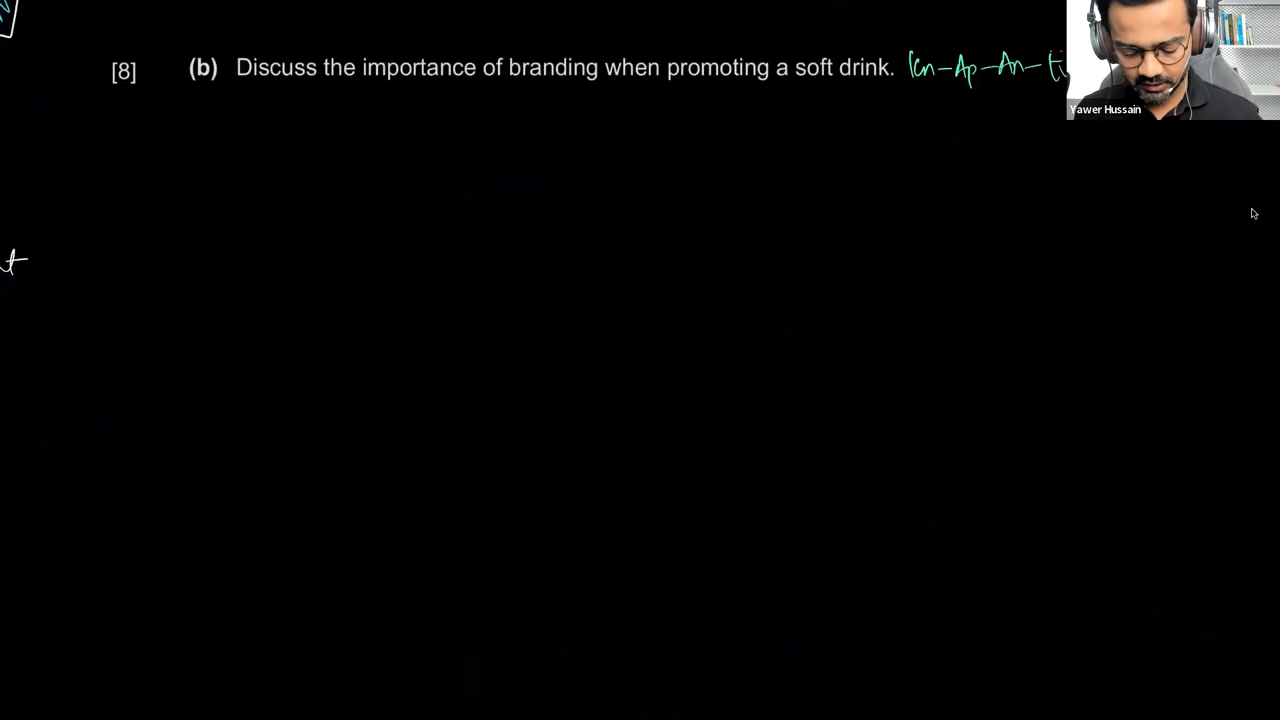 [8] (b) Discuss the importance of branding when promoting a soft drink. Kn-Ap-An-
Yawer Hussain